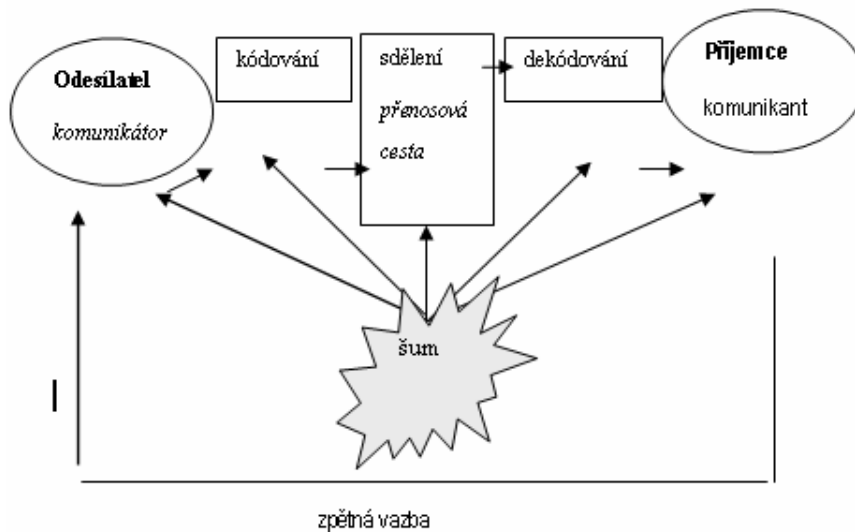 Odesílatel
komunikátor
kódování
sdělení
přenosová
cesta
dekódování
Příjemce
komunikant
šum
zpětná vazba